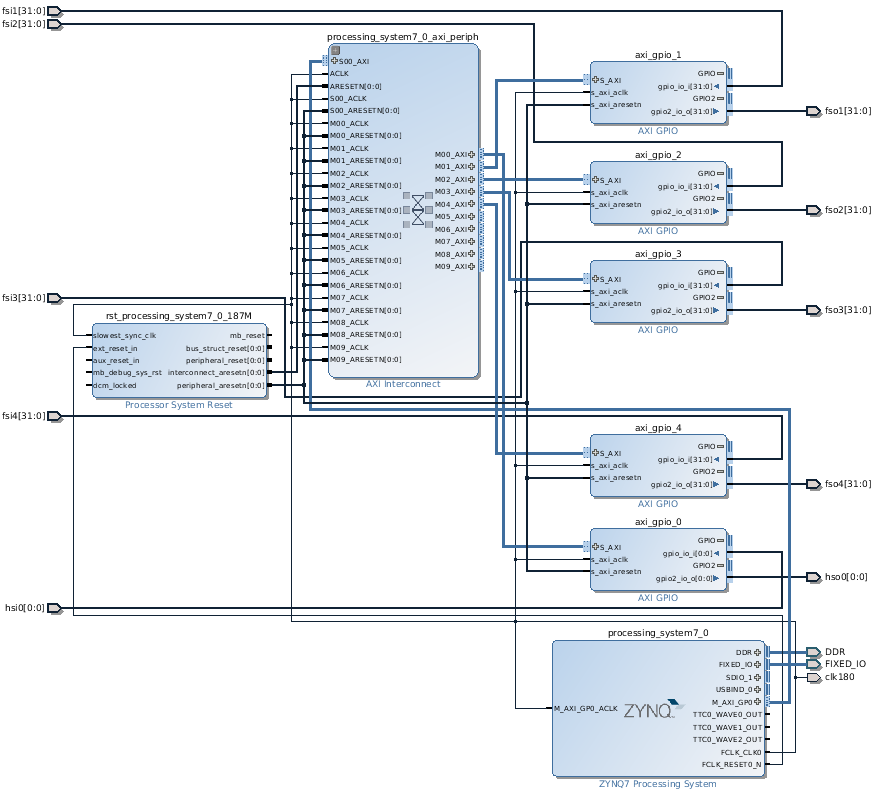 fsi1[31:0]
fsi2[31:0]
processing_system7_0_axi_periph
S00_AXI
ACLK
ARESETN[0:0]
S00_ACLK
S00_ARESETN[0:0]
M00_ACLK
M00_ARESETN[0:0]
M01_ACLK
M01_ARESETN[0:0]
M02_ACLK
M02_ARESETN[0:0]
M03_ACLK
M03_ARESETN[0:0]
M04_ACLK
M04_ARESETN[0:0]
M05_ACLK
M05_ARESETN[0:0]
M06_ACLK
M06_ARESETN[0:0]
M07_ACLK
M07_ARESETN[0:0]
M08_ACLK
M08_ARESETN[0:0]
M09_ACLK
M09_ARESETN[0:0]
M00_AXI
M01_AXI
M02_AXI
M03_AXI
M04_AXI
M05_AXI
M06_AXI
M07_AXI
M08_AXI
M09_AXI
AXI Interconnect
axi_gpio_1
S_AXI
s_axi_aclk
s_axi_aresetn
GPIO
gpio_io_i[31:0]
GPIO2
gpio2_io_o[31:0]
AXI GPIO
fso1[31:0]
axi_gpio_2
S_AXI
s_axi_aclk
s_axi_aresetn
GPIO
gpio_io_i[31:0]
GPIO2
gpio2_io_o[31:0]
AXI GPIO
fso2[31:0]
axi_gpio_3
S_AXI
s_axi_aclk
s_axi_aresetn
GPIO
gpio_io_i[31:0]
GPIO2
gpio2_io_o[31:0]
AXI GPIO
fso3[31:0]
fsi3[31:0]
rst_processing_system7_0_187M
slowest_sync_clk
ext_reset_in
aux_reset_in
mb_debug_sys_rst
dcm_locked
mb_reset
bus_struct_reset[0:0]
peripheral_reset[0:0]
interconnect_aresetn[0:0]
peripheral_aresetn[0:0]
Processor System Reset
fsi4[31:0]
axi_gpio_4
S_AXI
s_axi_aclk
s_axi_aresetn
GPIO
gpio_io_i[31:0]
GPIO2
gpio2_io_o[31:0]
AXI GPIO
fso4[31:0]
axi_gpio_0
S_AXI
s_axi_aclk
s_axi_aresetn
GPIO
gpio_io_i[0:0]
GPIO2
gpio2_io_o[0:0]
AXI GPIO
hso0[0:0]
hsi0[0:0]
processing_system7_0
M_AXI_GP0_ACLK
ZYNQ
DDR
FIXED_IO
SDIO_1
USBIND_0
M_AXI_GP0
TTC0_WAVE0_OUT
TTC0_WAVE1_OUT
TTC0_WAVE2_OUT
FCLK_CLK0
FCLK_RESET0_N
ZYNQ7 Processing System
DDR
FIXED_IO
clk180